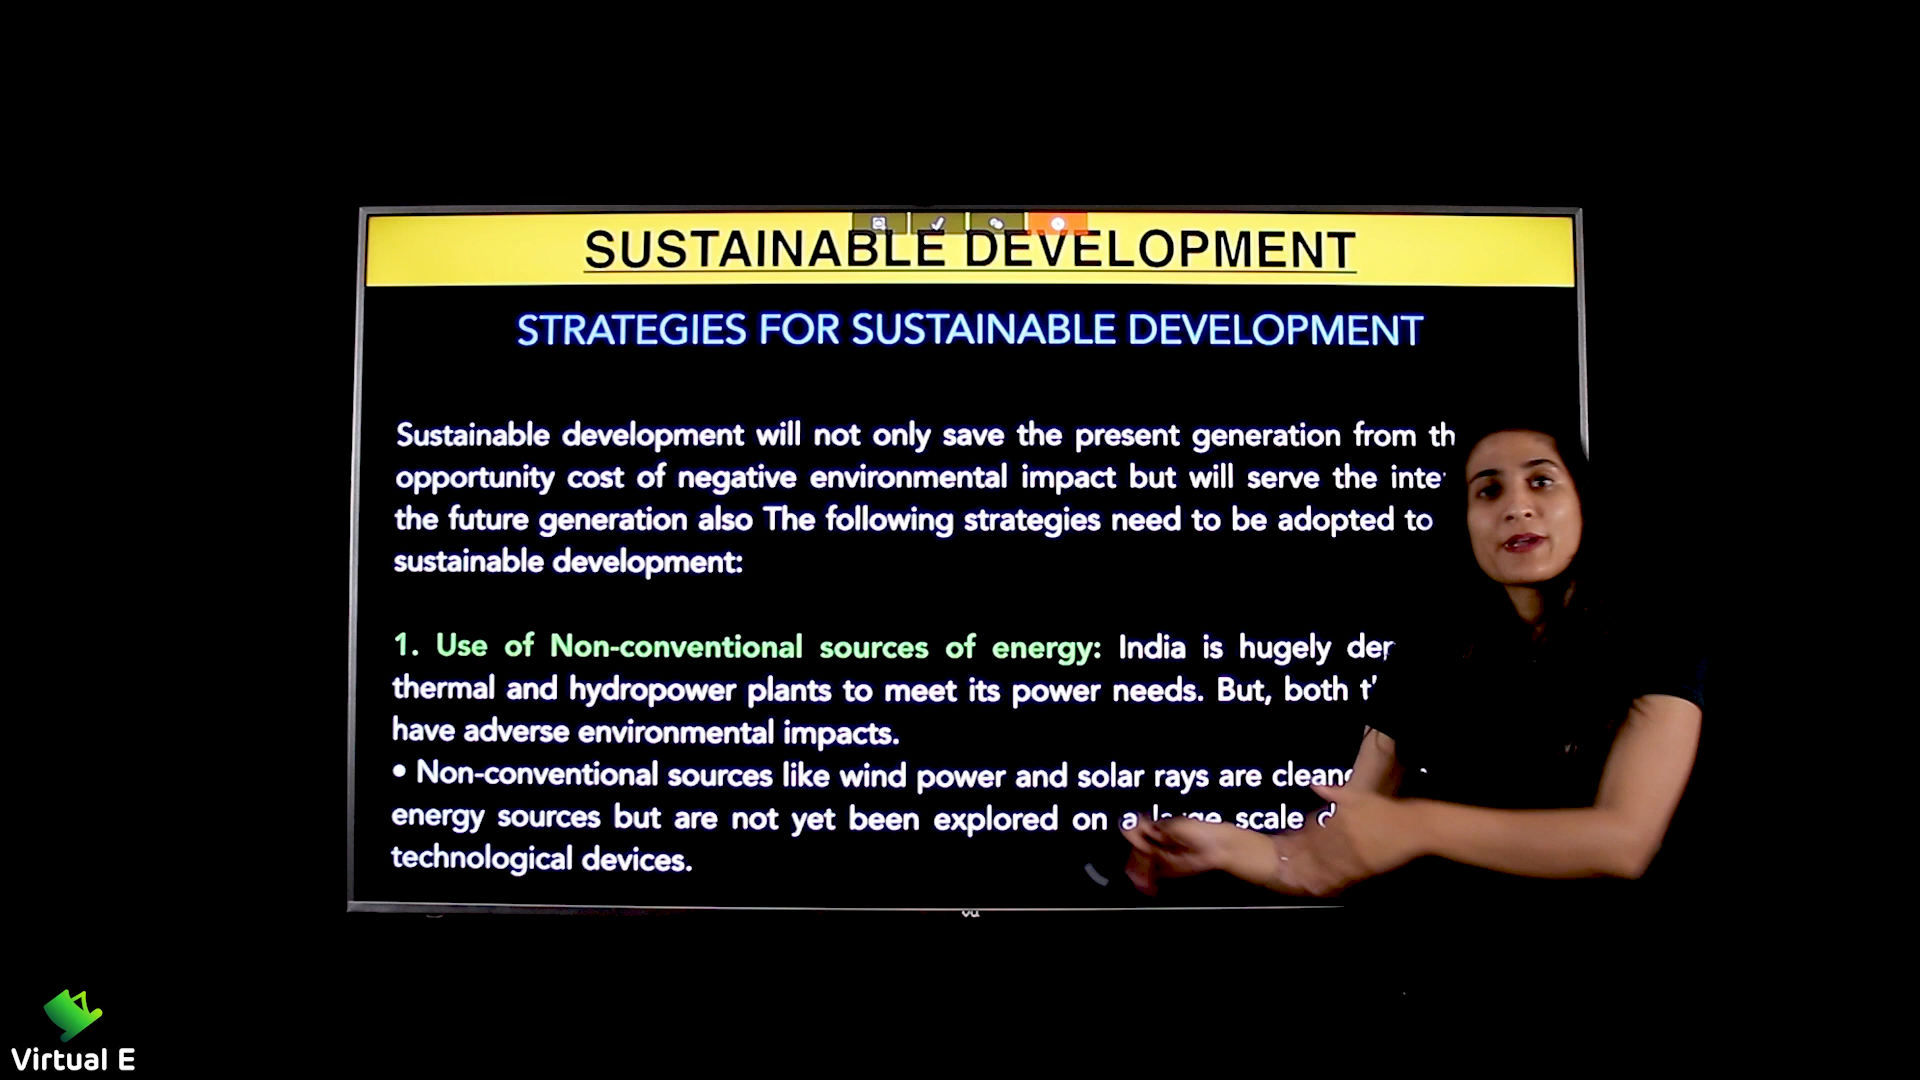 SUSTAINABLE DEVELOPMENT
STRATEGIES FOR SUSTAINABLE DEVELOPMENT
Sustainable development will not only save the present generation from
opportunity cost of negative environmental impact but will serve the
the future generation also The following strategies need to be adopted to
sustainable development:
1. Use of Non-conventional sources of energy: India is hugely
thermal and hydropower plants to meet its power needs. But, both
have adverse environmental impacts.
• Non-conventional sources like wind power and solar rays are
energy sources but are not yet been explored on a large scale
technological devices.
Virtual E